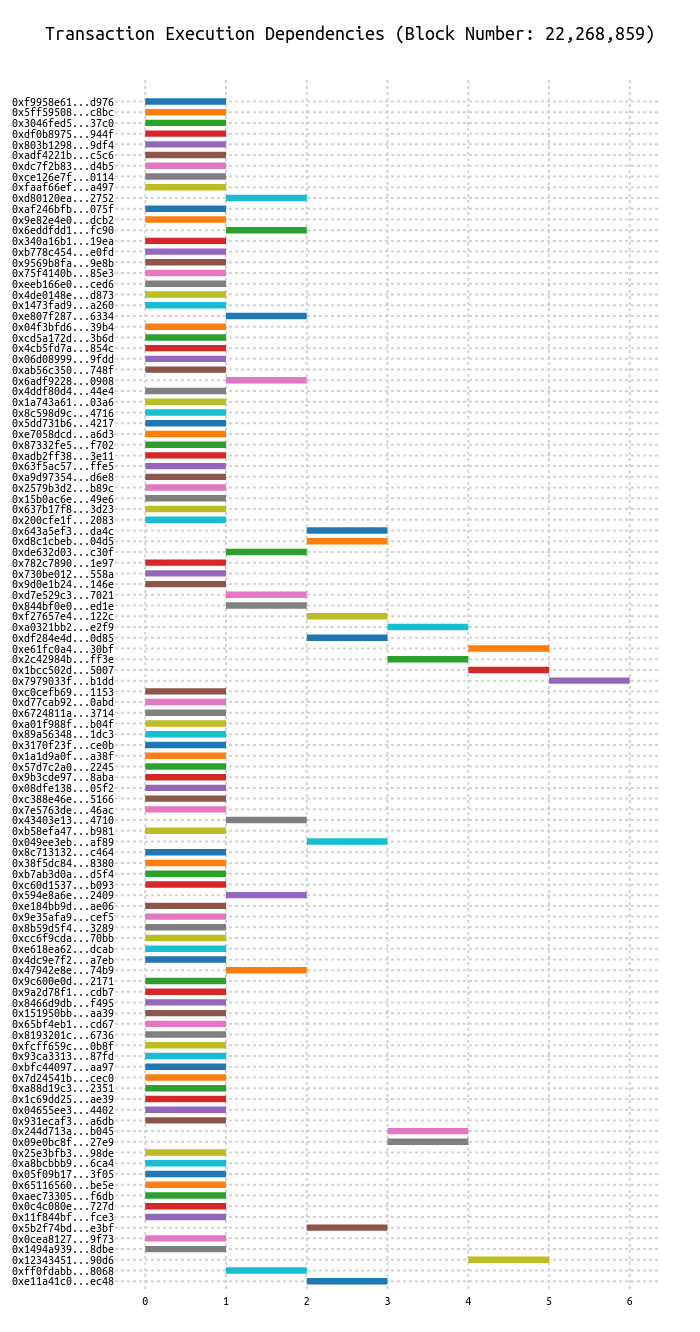 Transaction Execution Dependencies (Block Number: 22,268,859)
0xf9958e61...d976
0x5ff59508...c8bc
0x3046fed5...37c0
0xdf0b8975...944f
0x803b1298...9df4
0xadf4221b...c5c6
0xdc7f2b83...d4b5
0xce126e7f...0114
0xfaaf66ef...a497
0xd80120ea...2752
0xaf246bfb...075f
0x9e82e4e0...dcb2
0x6eddfdd1...fc90
0x340a16b1...19ea
0xb778c454...e0fd
0x9569b8fa...9e8b
0x75f4140b...85e3
0xeeb166e0...ced6
0x4de0148e...d873
0x1473fad9...a260
0xe807f287...6334
0x04f3bfd6...39b4
0xcd5a172d...3b6d
0x4cb5fd7a...854c
0x06d08999...9fdd
0xab56c350...748f
0x6adf9228...0908
0x4ddf80d4...44e4
0x1a743a61...03a6
0x8c598d9c...4716
0x5dd731b6...4217
0xe7058dcd...a6d3
0x87332fe5...f702
0xadb2ff38...3e11
0x63f5ac57...ffe5
0xa9d97354...d6e8
0x2579b3d2...b89c
0x15b0ac6e...49e6
0x637b17f8...3d23
0x200cfe1f...2083
0x643a5ef3...da4c
0xd8c1cbeb...04d5
0xde632d03...c30f
0x782c7890...1e97
0x730be012...558a
0x9d0e1b24...146e
0xd7e529c3...7021
0x844bf0e0...ed1e
0xf27657e4...122c
0xa0321bb2...e2f9
0xdf284e4d...0d85
0xe61fc0a4...30bf
0x2c42984b...ff3e
0x1bcc502d...5007
0x7979033f...b1dd
0xc0cefb69...1153
0xd77cab92...0abd
0x6724811a...3714
0xa01f988f...b04f
0x89a56348...1dc3
0x3170f23f...ce0b
0x1a1d9a0f...a38f
0x57d7c2a0...2245
0x9b3cde97...8aba
0x08dfe138...05f2
0xc388e46e...5166
0x7e5763de...46ac
0x43403e13...4710
0xb58efa47...b981
0x049ee3eb...af89
0x8c713132...c464
0x38f5dc84...8380
0xb7ab3d0a...d5f4
0xc60d1537...b093
0x594e8a6e...2409
0xe184bb9d...ae06
0x9e35afa9...cef5
0x8b59d5f4...3289
0xcc6f9cda...70bb
0xe618ea62...dcab
0x4dc9e7f2...a7eb
0x47942e8e...74b9
0x9c600e0d...2171
0x9a2d78f1...cdb7
0x8466d9db...f495
0x151950bb...aa39
0x65bf4eb1...cd67
0x8193201c...6736
0xfcff659c...0b8f
0x93ca3313...87fd
0xbfc44097...aa97
0x7d24541b...cec0
0xa88d19c3...2351
0x1c69dd25...ae39
0x04655ee3...4402
0x931ecaf3...a6db
0x244d713a...b045
0x09e0bc8f...27e9
0x25e3bfb3...98de
0xa8bcbbb9...6ca4
0x05f09b17...3f05
0x65116560...be5e
0xaec73305...f6db
0x0c4c080e...727d
0x11f844bf...fce3
0x5b2f74bd...e3bf
0x0cea8127...9f73
0x1494a939...8dbe
0x12343451...90d6
0xff0fdabb...8068
0xe11a41c0...ec48
0 1 2 3 4 5 6